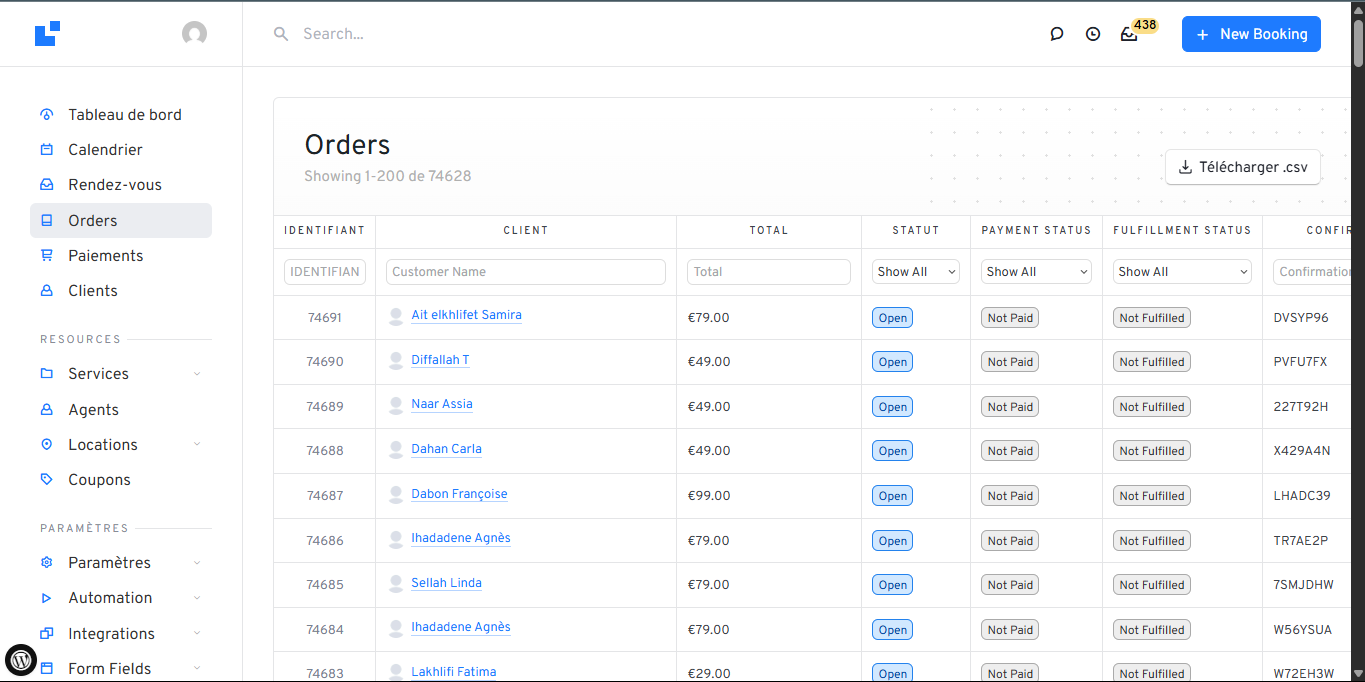 Search...
438
+ New Booking
Tableau de bord
Calendrier
Rendez-vous
Orders
Paiements
Clients
RESOURCES
Services
Agents
Locations
Coupons
PARAMÈTRES
Paramètres
Automation
Integrations
Form Fields
Orders
Showing 1-200 de 74628
Télécharger .csv
IDENTIFIANT CLIENT TOTAL STATUT PAYMENT STATUS FULFILLMENT STATUS CONFIR
IDENTIFIAN Customer Name Total Show All Show All Show All Confirmation
74691 Ait elkhlifet Samira €79.00 Open Not Paid Not Fulfilled DVSYP96
74690 Diffallah T €49.00 Open Not Paid Not Fulfilled PVFU7FX
74689 Naar Assia €49.00 Open Not Paid Not Fulfilled 227T92H
74688 Dahan Carla €49.00 Open Not Paid Not Fulfilled X429A4N
74687 Dabon Françoise €99.00 Open Not Paid Not Fulfilled LHADC39
74686 Ihadadene Agnès €79.00 Open Not Paid Not Fulfilled TR7AE2P
74685 Sellah Linda €79.00 Open Not Paid Not Fulfilled 7SMJDHW
74684 Ihadadene Agnès €79.00 Open Not Paid Not Fulfilled W56YSUA
74683 Lakhlifi Fatima €29.00 Open Not Paid Not Fulfilled W72EH3W